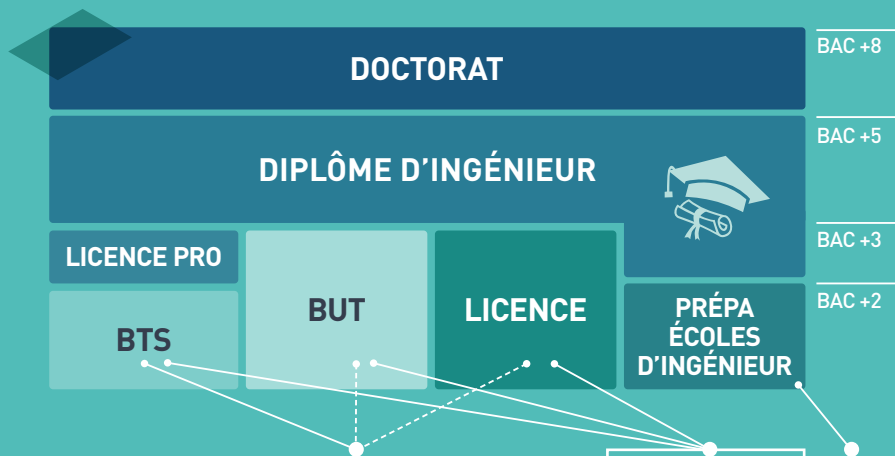 DOCTORAT
BAC +8
DIPLÔME D'INGÉNIEUR
BAC +5
LICENCE PRO
BTS
BUT
LICENCE
BAC +3
PRÉPA
ÉCOLES
D'INGÉNIEUR
BAC +2